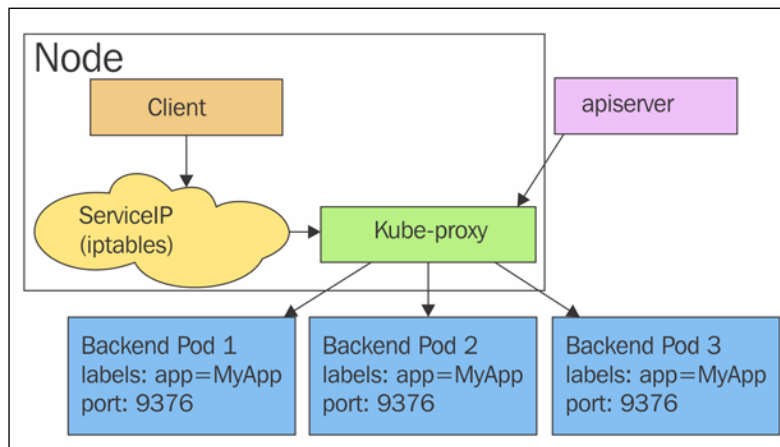 Node
Client
apiserver
ServiceIP
(iptables)
Kube-proxy
Backend Pod 1
labels: app=MyApp
port: 9376
Backend Pod 2
labels: app=MyApp
port: 9376
Backend Pod 3
labels: app=MyApp
port: 9376